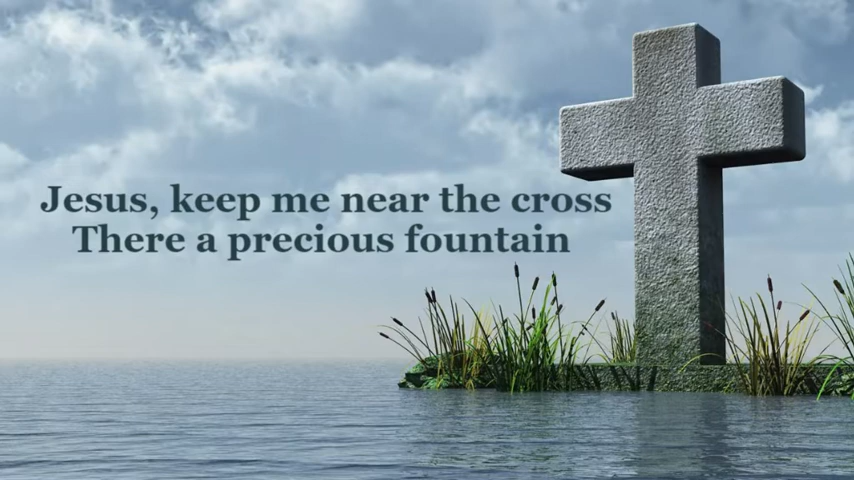 Jesus, keep me near the cross
There a precious fountain